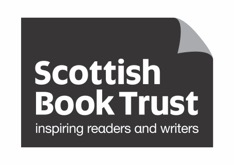 Scottish
Book Trust
inspiring readers and writers